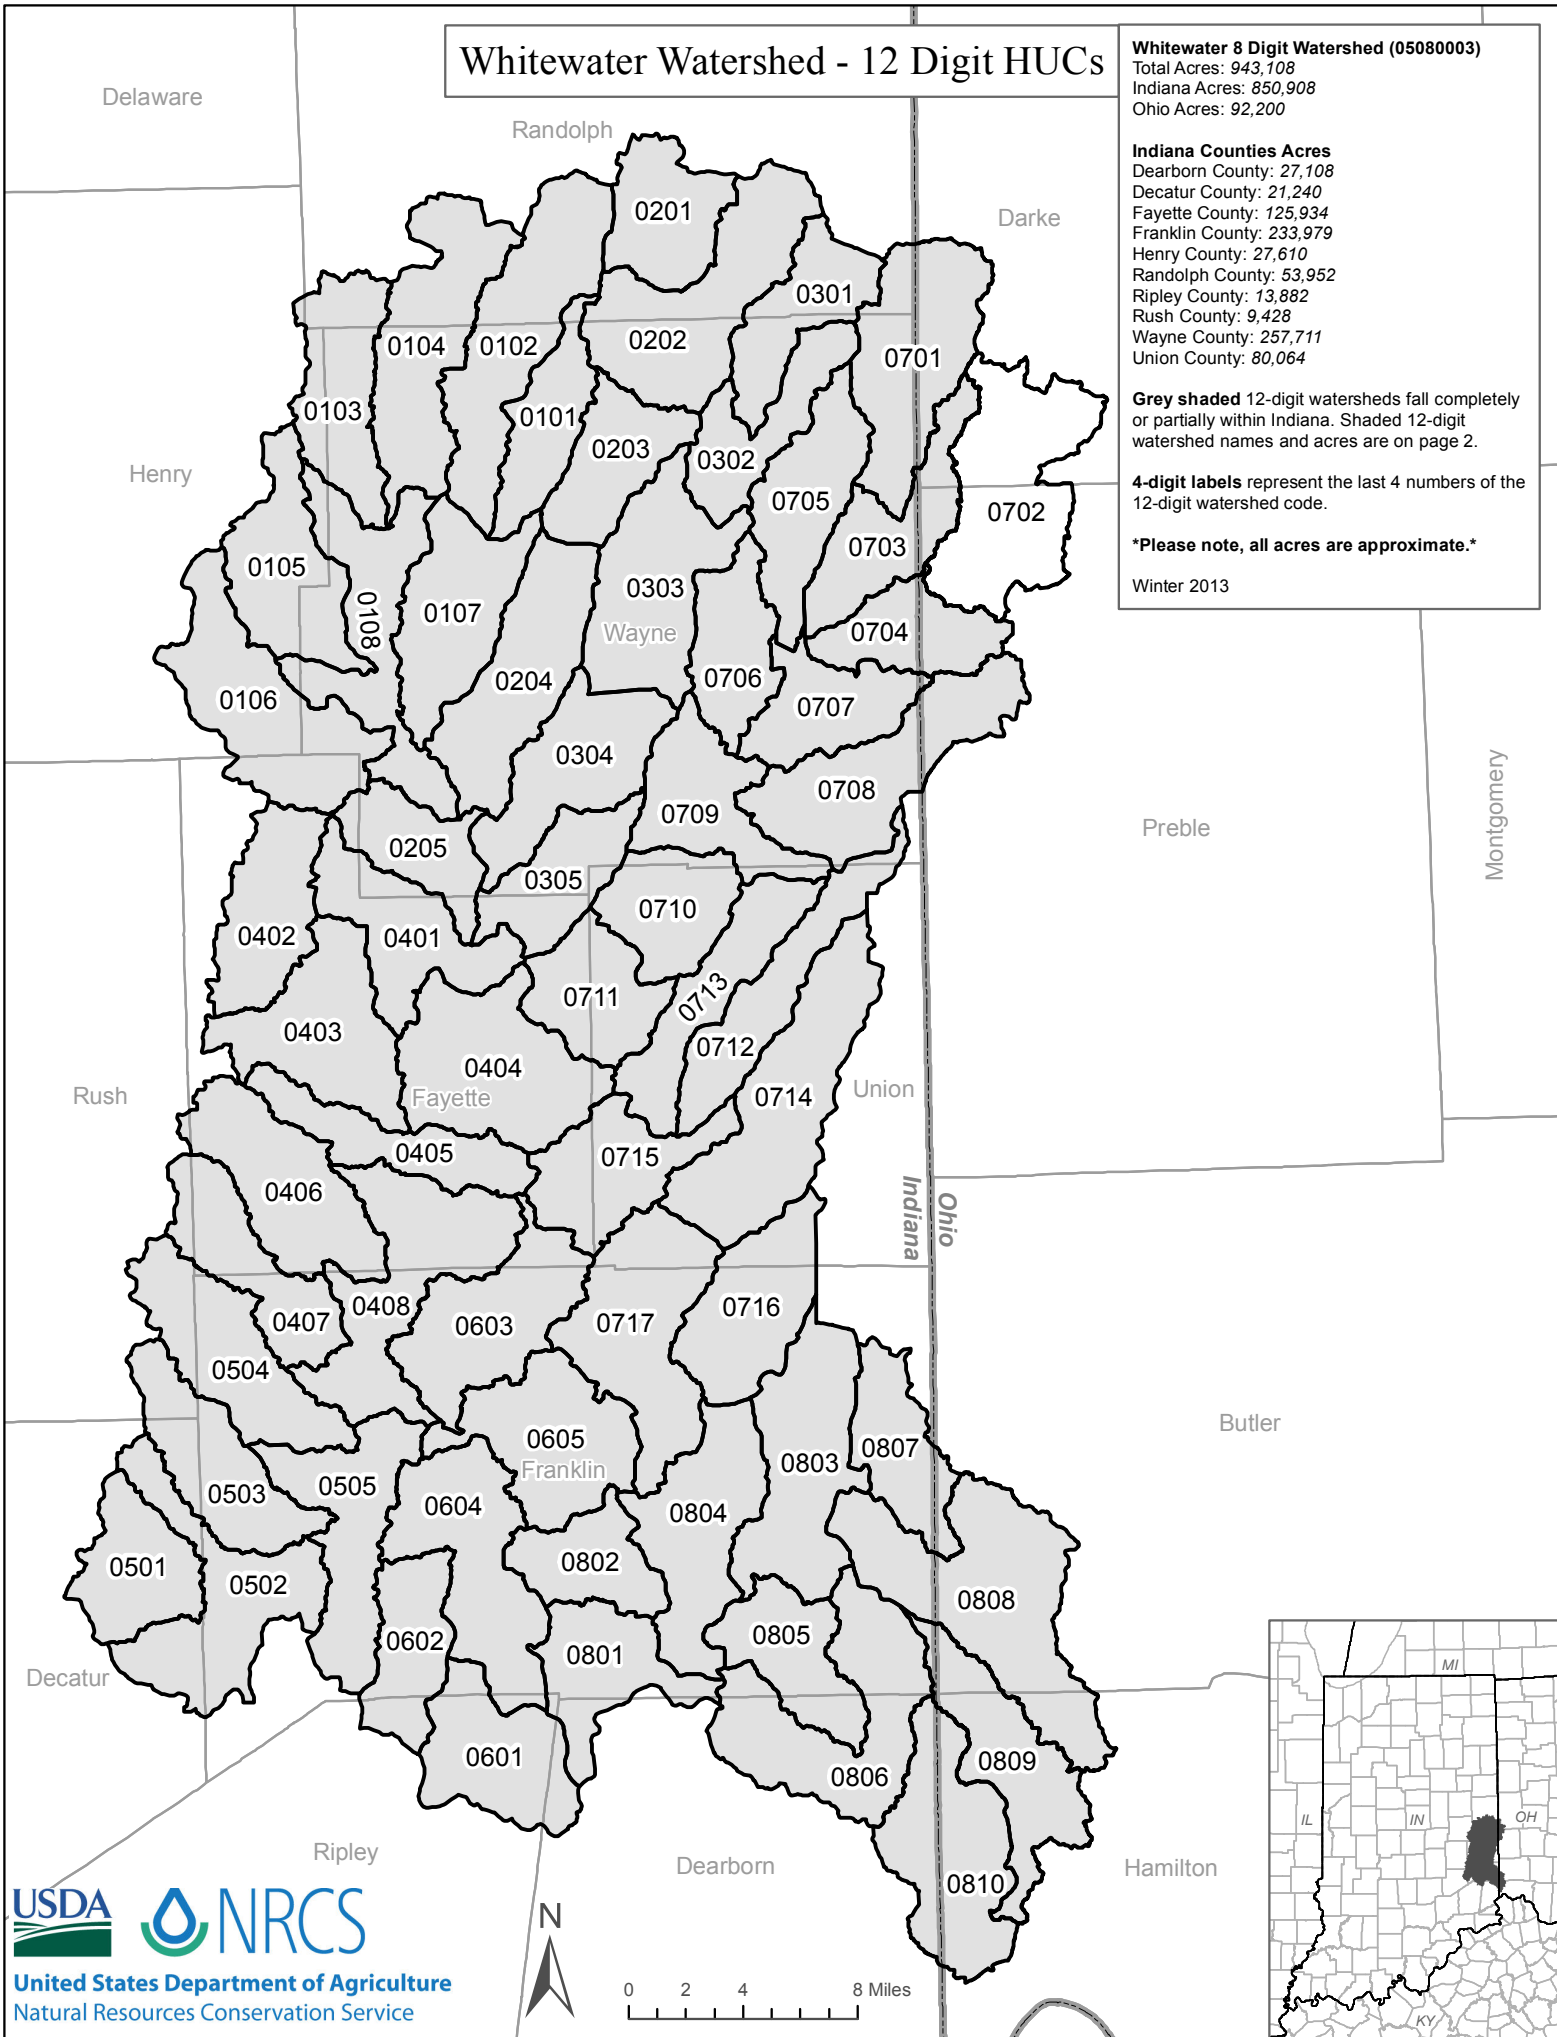 Whitewater Watershed - 12 Digit HUCs
Whitewater 8 Digit Watershed (05080003)
Total Acres: 943,108
Indiana Acres: 850,908
Ohio Acres: 92,200
Indiana Counties Acres
Dearborn County: 27,108
Decatur County: 21,240
Fayette County: 125,934
Franklin County: 233,979
Henry County: 27,610
Randolph County: 53,952
Ripley County: 13,882
Rush County: 9,428
Wayne County: 257,711
Union County: 80,064
Grey shaded 12-digit watersheds fall completely
or partially within Indiana. Shaded 12-digit
watershed names and acres are on page 2.
4-digit labels represent the last 4 numbers of the
12-digit watershed code.
*Please note, all acres are approximate.*
Winter 2013
Delaware
Randolph
Darke
0201
0301
0104
0102
0202
0701
0103
0101
0203
0302
Henry
0705
0702
0105
0703
0303
0108
0107
Wayne
0704
0106
0204
0706
0707
0304
0708
Montgomery
0709
Preble
0205
0305
0710
0402
0401
0711
0713
0403
0712
0404
Rush
Fayette
0714
Union
0405
0715
0406
Indiana
Ohio
0407
0408
0603
0717
0716
0504
Butler
0605
0807
0803
Franklin
0503
0505
0604
0804
0501
0502
0802
0808
0602
0801
0805
Decatur
0601
0806
0809
Ripley
Dearborn
Hamilton
0810
MI
IL
IN
OH
KY
USDA
NRCS
United States Department of Agriculture
Natural Resources Conservation Service
N
0 2 4 8 Miles